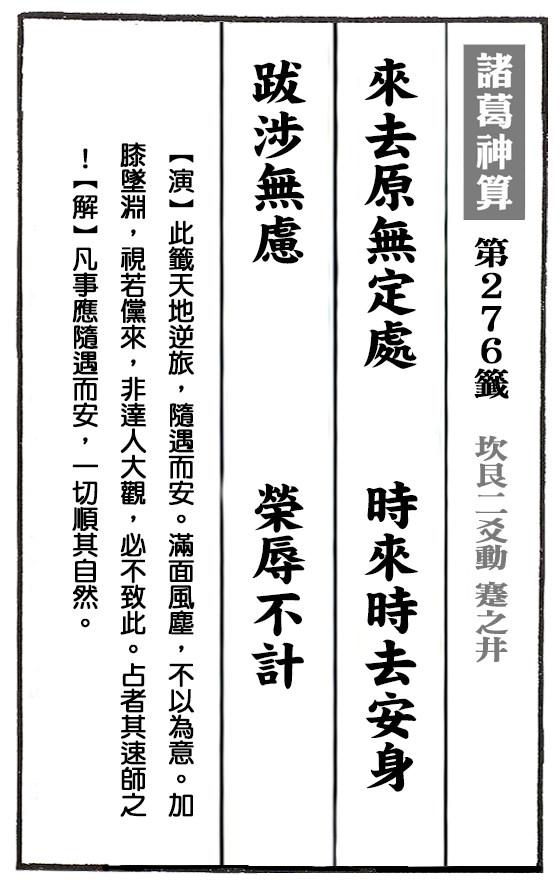 諸葛神算 第276籤 坎艮二爻動 蹇之井
來去原無定處 時來時去安身
跋涉無慮 榮辱不計
【演】此籤天地逆旅，隨遇而安。滿面風塵，不以為意。加
膝墜淵，視若儻來，非達人大觀，必不致此。占者其速師之
！【解】凡事應隨遇而安，一切順其自然。